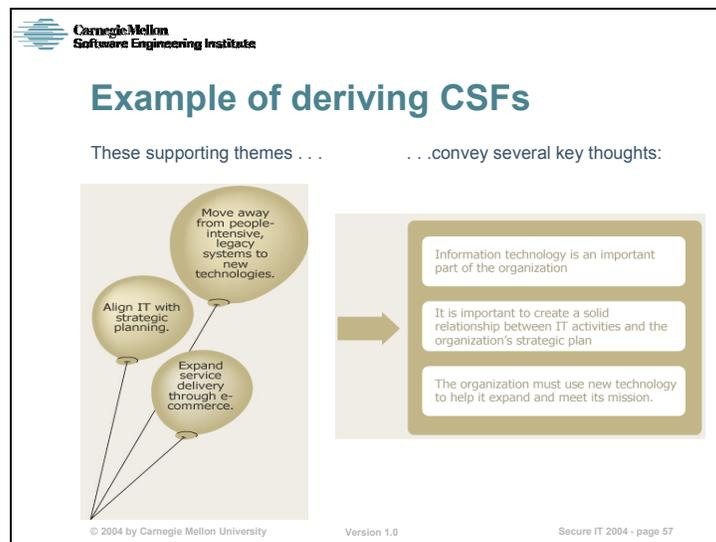 Carnegie Mellon
Software Engineering Institute
Example of deriving CSFs
These supporting themes . . .
. . .convey several key thoughts:
Move away
from people-
intensive,
legacy
systems to
new
technologies.
Align IT with
strategic
planning.
Expand
service
delivery
through e-
commerce.
Information technology is an important
part of the organization
It is important to create a solid
relationship between IT activities and the
organization's strategic plan
The organization must use new technology
to help it expand and meet its mission.
© 2004 by Carnegie Mellon University
Version 1.0
Secure IT 2004 - page 57